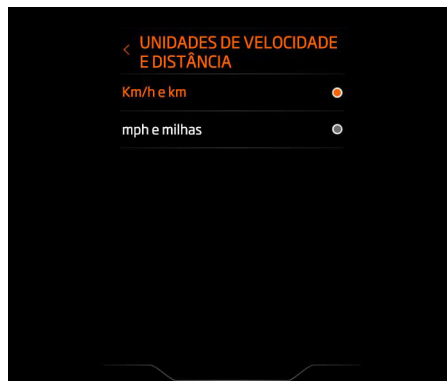 UNIDADES DE VELOCIDADE
E DISTÂNCIA
Km/h e km
mph e milhas